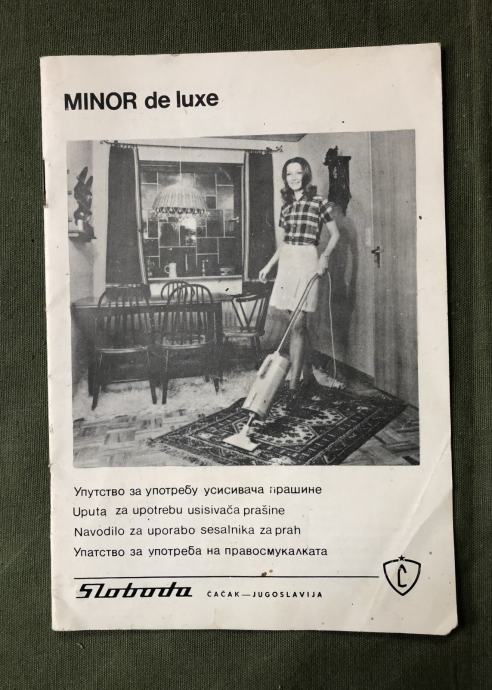 MINOR de luxe
Упутство за употребу усисивача прашине
Uputa za upotrebu usisivača prašine
Navodilo za uporabo sesalnika za prah
Упатство за употреба на правосмукалката
Sloboda ČAČAK—JUGOSLAVIJA
Č